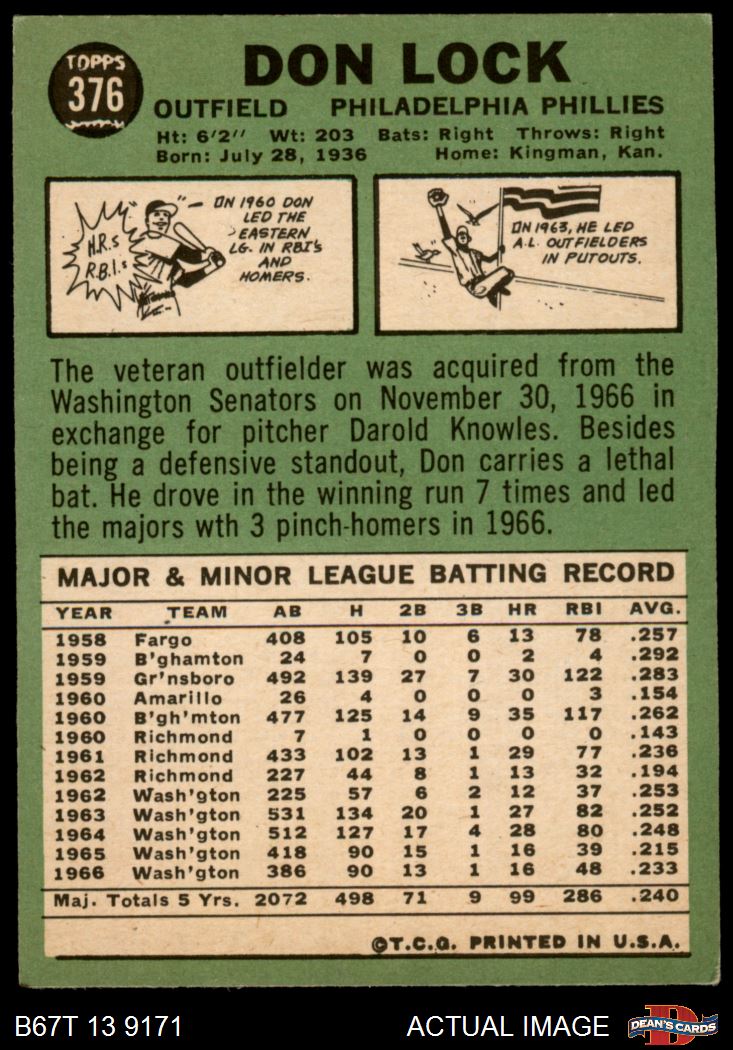 TOPPS
376
DON LOCK
OUTFIELD PHILADELPHIA PHILLIES
Ht: 6'2" Wt: 203 Bats: Right Throws: Right
Born: July 28, 1936 Home: Kingman, Kan.
H.R.s
R.B.I.s
IN 1960 DON
LED THE
EASTERN
LG. IN RBI's
AND
HOMERS.
IN 1963, HE LED
A.L. OUTFIELDERS
IN PUTOUTS.
The veteran outfielder was acquired from the
Washington Senators on November 30, 1966 in
exchange for pitcher Darold Knowles. Besides
being a defensive standout, Don carries a lethal
bat. He drove in the winning run 7 times and led
the majors wth 3 pinch-homers in 1966.
MAJOR & MINOR LEAGUE BATTING RECORD
YEAR TEAM AB H 2B 3B HR RBI AVG.
1958 Fargo 408 105 10 6 13 78 .257
1959 B'ghamton 24 7 0 0 2 4 .292
1959 Gr'nsboro 492 139 27 7 30 122 .283
1960 Amarillo 26 4 0 0 0 3 .154
1960 B'gh'mton 477 125 14 9 35 117 .262
1960 Richmond 7 1 0 0 0 0 .143
1961 Richmond 433 102 13 1 29 77 .236
1962 Richmond 227 44 8 1 13 32 .194
1962 Wash'gton 225 57 6 2 12 37 .253
1963 Wash'gton 531 134 20 1 27 82 .252
1964 Wash'gton 512 127 17 4 28 80 .248
1965 Wash'gton 418 90 15 1 16 39 .215
1966 Wash'gton 386 90 13 1 16 48 .233
Maj. Totals 5 Yrs. 2072 498 71 9 99 286 .240
©T.C.G. PRINTED IN U.S.A.
B67T 13 9171 ACTUAL IMAGE
D
DEAN'S CARDS